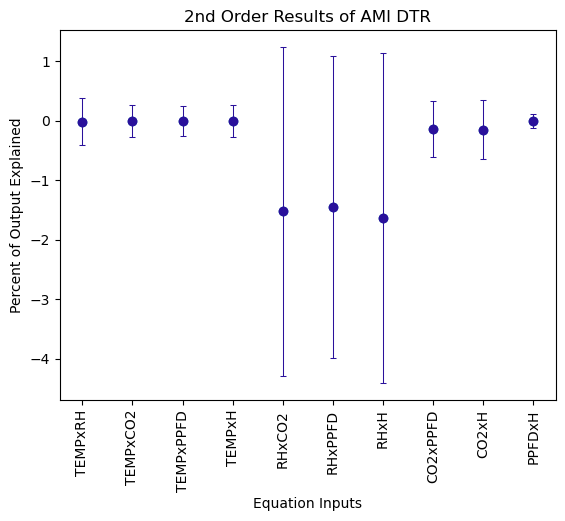 2nd Order Results of AMI DTR
Percent of Output Explained
1
0
−1
−2
−3
−4
TEMPxRH
TEMPxCO2
TEMPxPPFD
TEMPxH
RHxCO2
RHxPPFD
RHxH
CO2xPPFD
CO2xH
PPFDxH
Equation Inputs